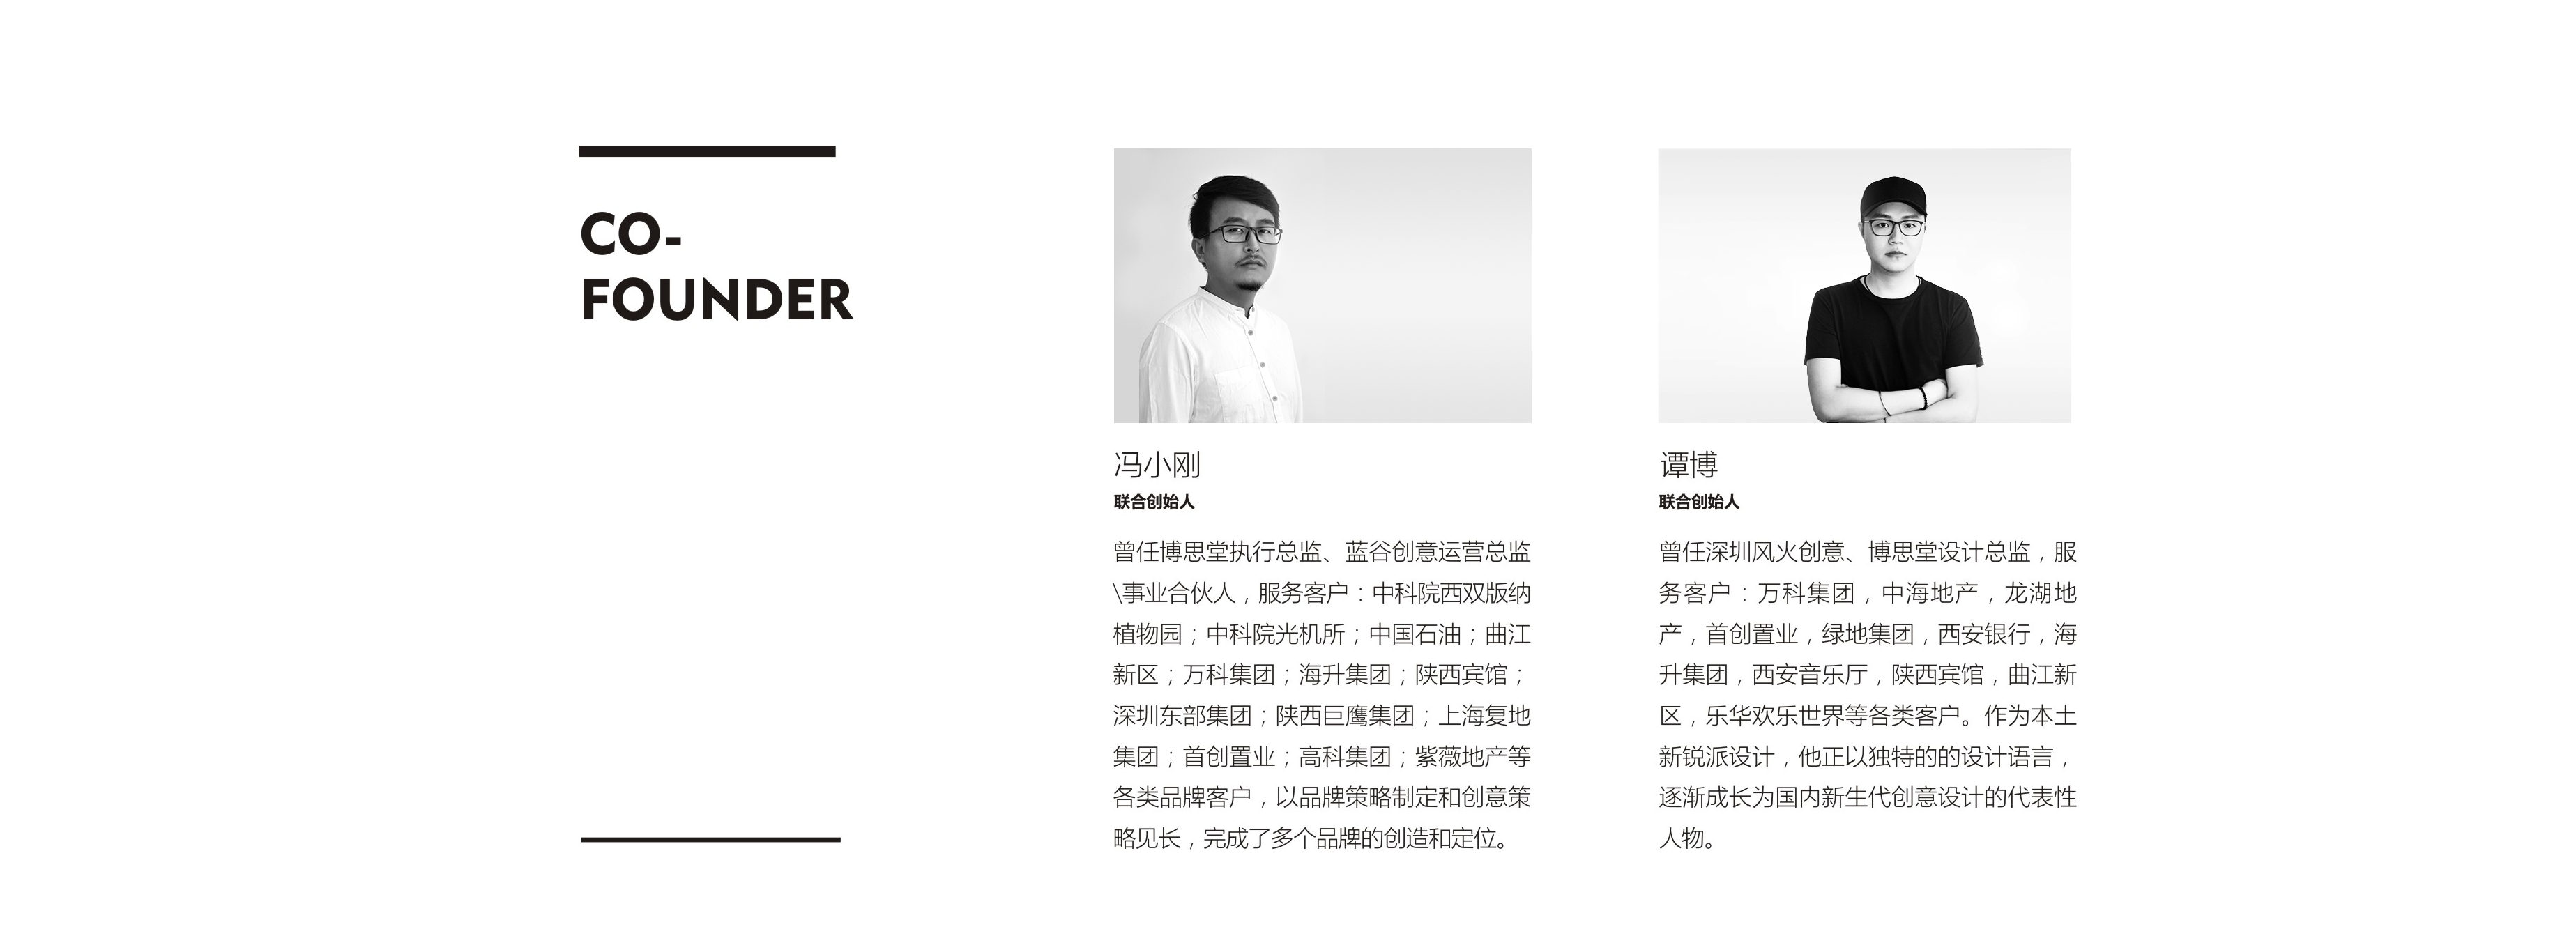 CO-
FOUNDER
冯小刚
联合创始人
曾任博思堂执行总监、蓝谷创意运营总监
\事业合伙人，服务客户：中科院西双版纳
植物园；中科院光机所；中国石油；曲江
新区；万科集团；海升集团；陕西宾馆；
深圳东部集团；陕西巨鹰集团；上海复地
集团；首创置业；高科集团；紫薇地产等
各类品牌客户，以品牌策略制定和创意策
略见长，完成了多个品牌的创造和定位。
谭博
联合创始人
曾任深圳风火创意、博思堂设计总监，服
务客户：万科集团，中海地产，龙湖地
产，首创置业，绿地集团，西安银行，海
升集团，西安音乐厅，陕西宾馆，曲江新
区，乐华欢乐世界等各类客户。作为本土
新锐派设计，他正以独特的的设计语言，
逐渐成长为国内新生代创意设计的代表性
人物。